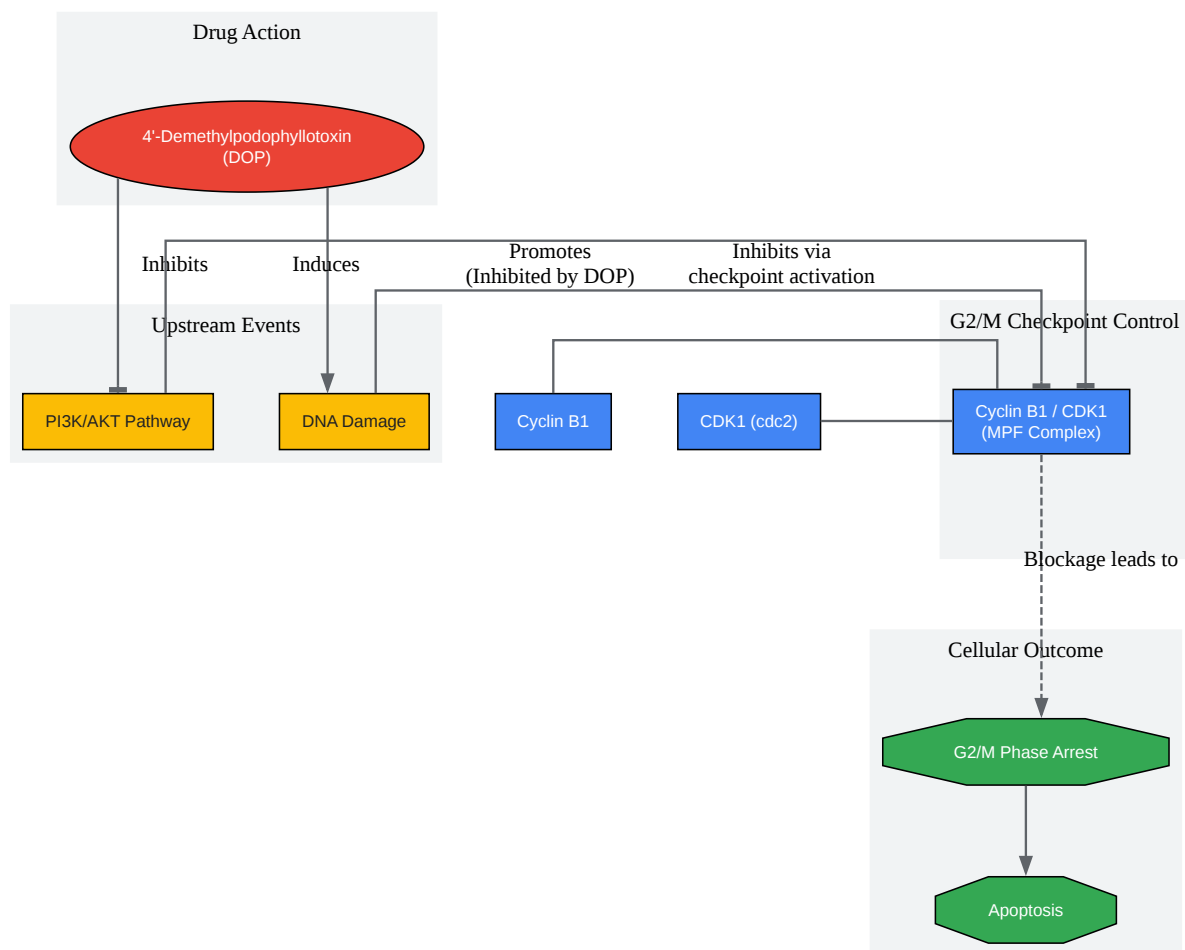 Drug Action
4'-Demethylpodophyllotoxin
(DOP)
Inhibits
Induces
Promotes
(Inhibited by DOP)
Inhibits via
checkpoint activation
Upstream Events
G2/M Checkpoint Control
PI3K/AKT Pathway
DNA Damage
Cyclin B1
CDK1 (cdc2)
Cyclin B1 / CDK1
(MPF Complex)
Blockage leads to
Cellular Outcome
G2/M Phase Arrest
Apoptosis